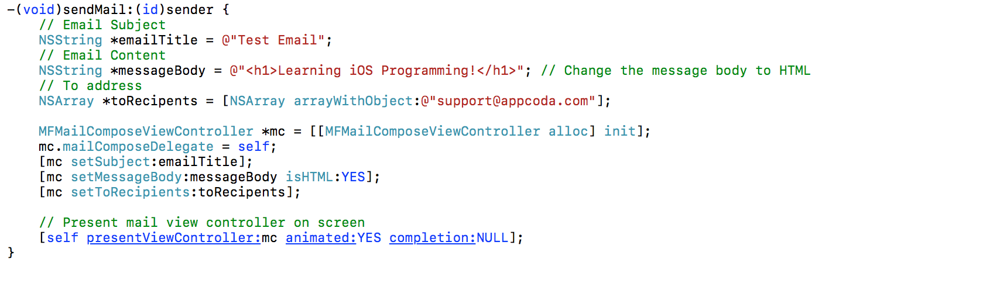 -(void)sendMail:(id)sender {
    // Email Subject
    NSString *emailTitle = @"Test Email";
    // Email Content
    NSString *messageBody = @"<h1>Learning iOS Programming!</h1>"; // Change the message body to HTML
    // To address
    NSArray *toRecipents = [NSArray arrayWithObject:@"support@appcoda.com"];
    MFMailComposeViewController *mc = [[MFMailComposeViewController alloc] init];
    mc.mailComposeDelegate = self;
    [mc setSubject:emailTitle];
    [mc setMessageBody:messageBody isHTML:YES];
    [mc setToRecipients:toRecipents];
    // Present mail view controller on screen
    [self presentViewController:mc animated:YES completion:NULL];
}